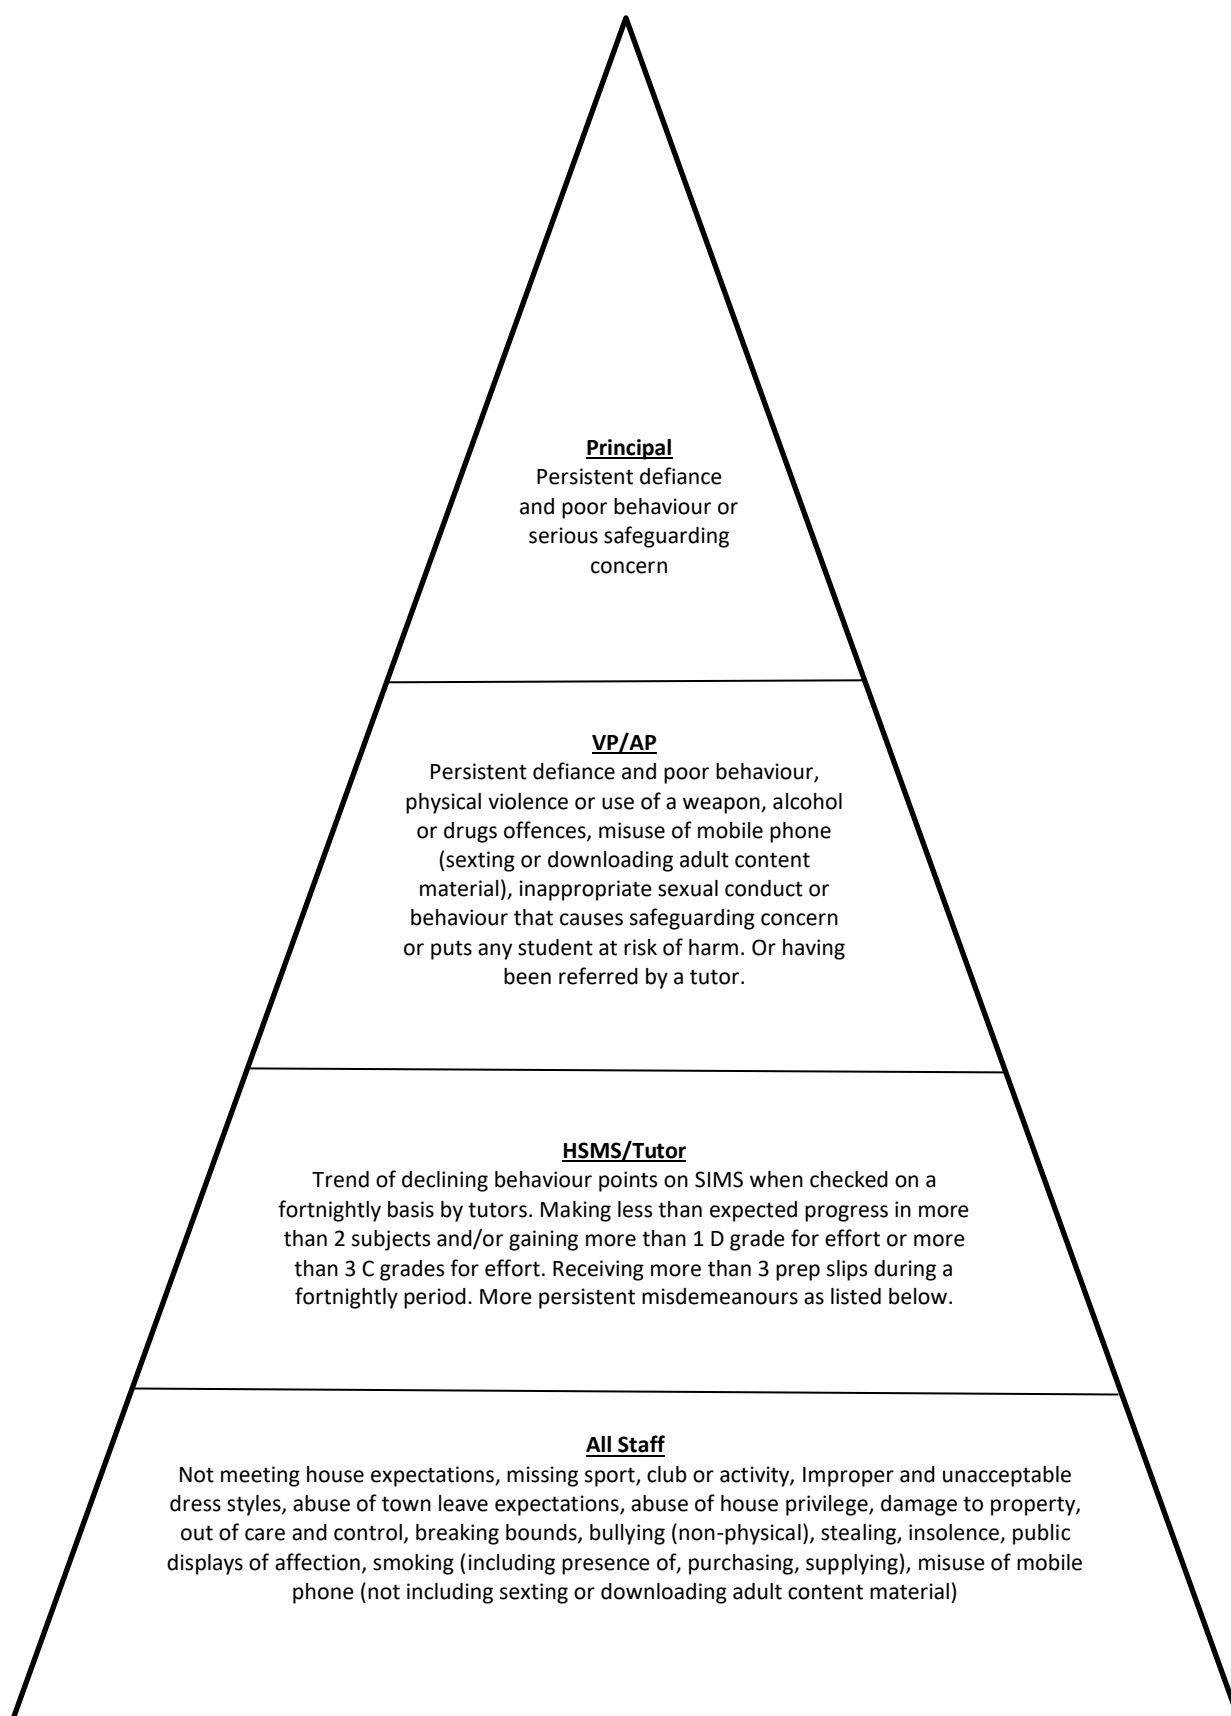 Principal
Persistent defiance
and poor behaviour or
serious safeguarding
concern
VP/AP
Persistent defiance and poor behaviour,
physical violence or use of a weapon, alcohol
or drugs offences, misuse of mobile phone
(sexting or downloading adult content
material), inappropriate sexual conduct or
behaviour that causes safeguarding concern
or puts any student at risk of harm. Or having
been referred by a tutor.
HSMS/Tutor
Trend of declining behaviour points on SIMS when checked on a
fortnightly basis by tutors. Making less than expected progress in more
than 2 subjects and/or gaining more than 1 D grade for effort or more
than 3 C grades for effort. Receiving more than 3 prep slips during a
fortnightly period. More persistent misdemeanours as listed below.
All Staff
Not meeting house expectations, missing sport, club or activity, Improper and unacceptable
dress styles, abuse of town leave expectations, abuse of house privilege, damage to property,
out of care and control, breaking bounds, bullying (non-physical), stealing, insolence, public
displays of affection, smoking (including presence of, purchasing, supplying), misuse of mobile
phone (not including sexting or downloading adult content material)